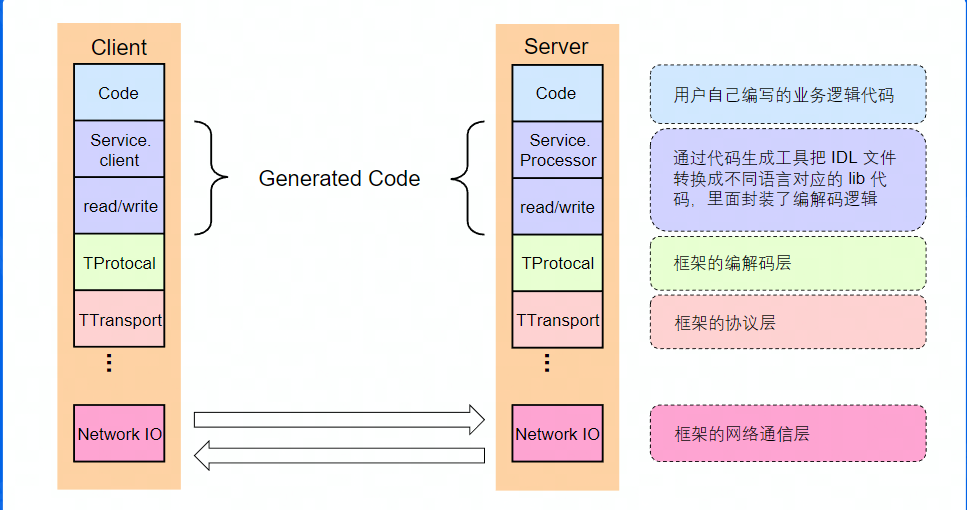 Client
Server
Code
Code
用户自己编写的业务逻辑代码
Service.
client
Generated Code
Service.
Processor
通过代码生成工具把 IDL 文件
转换成不同语言对应的 lib 代
码，里面封装了编解码逻辑
read/write
read/write
TProtocal
TProtocal
框架的编解码层
TTransport
TTransport
框架的协议层
Network IO
Network IO
框架的网络通信层